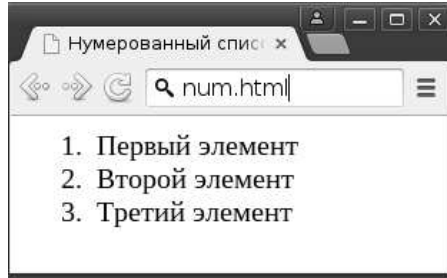 Нумерованный спис
num.html
1. Первый элемент
2. Второй элемент
3. Третий элемент